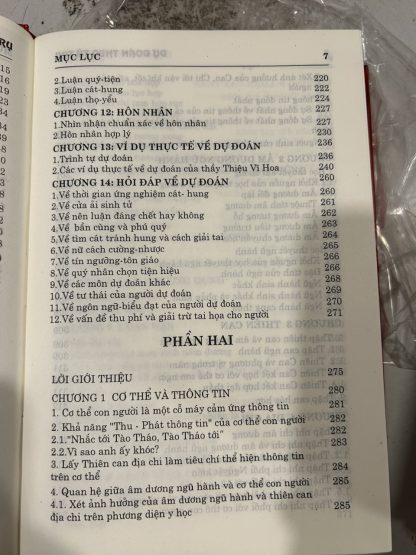 MỤC LỤC 7
2.Luận quý-tiện 220
3.Luận cát-hung 222
4.Luận thọ-yểu 224
CHƯƠNG 12: HÔN NHÂN 227
1.Nhìn nhận chuẩn xác về hôn nhân 227
2.Hôn nhân hợp lý 230
CHƯƠNG 13: VÍ DỤ THỰC TẾ VỀ DỰ ĐOÁN 236
1.Trình tự dự đoán 236
2.Các ví dụ thực tế về dự đoán của thầy Thiệu Vĩ Hoa 240
CHƯƠNG 14: HỎI ĐÁP VỀ DỰ ĐOÁN 260
1.Về thời gian ứng nghiệm cát- hung 260
2.Về cửa ải sinh tử 261
3.Về nên luận đáng chết hay không 262
4.Về bần cùng và phú quý 263
5.Về tìm cát tránh hung và cách giải tai 264
6.Về nữ cách cường-nhược 265
7.Về tín ngưỡng-tôn giáo 266
8.Về quý nhân chọn tiện hiệu 266
9.Về các môn dự đoán khác 268
10.Về tư thái của người dự đoán 269
11.Về ngôn ngữ-biểu đạt của người dự đoán 270
12.Về vấn đề thu phí và giải trừ tai họa cho người 271
PHẦN HAI
LỜI GIỚI THIỆU 275
CHƯƠNG 1 CƠ THỂ VÀ THÔNG TIN 280
1. Cơ thể con người là một cỗ máy cảm ứng thông tin 281
2. Khả năng "Thu - Phát thông tin" của cơ thể con người 282
2.1."Nhắc tới Tào Tháo, Tào Tháo tới" 282
2.2.Vì sao anh ấy khóc? 283
3. Lấy Thiên can địa chi làm tiêu chí thể hiện thông tin
trên cơ thể 284
4. Quan hệ giữa âm dương ngũ hành và cơ thể con người 285
4.1. Xét ảnh hưởng của âm dương ngũ hành và thiên can
địa chi trên phương diện y học 285